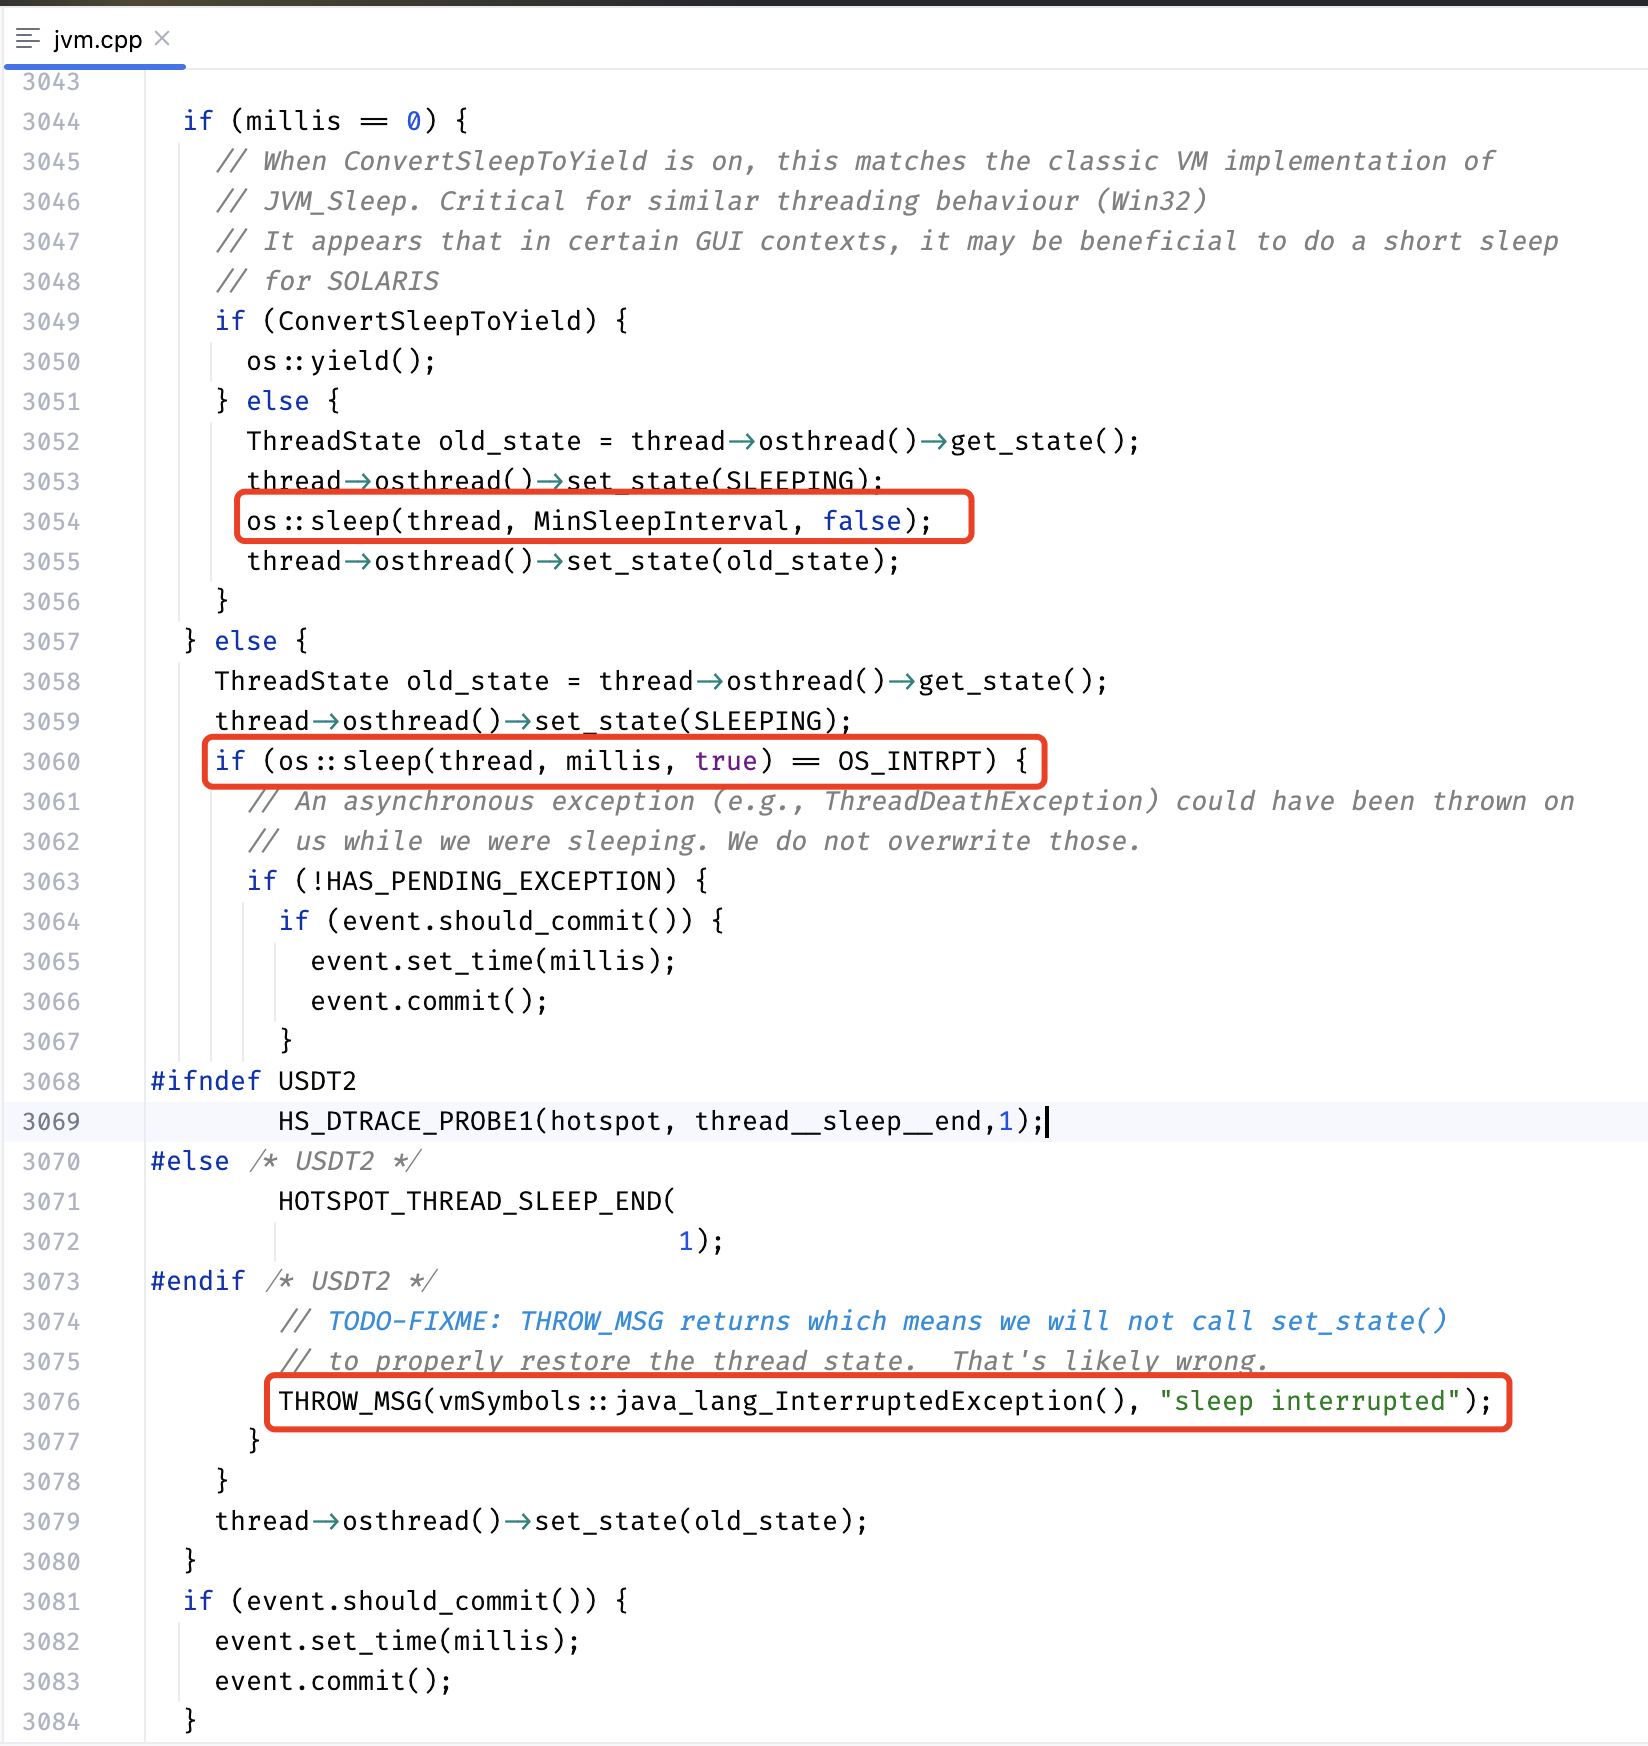 jvm.cpp
3043
3044 if (millis == 0) {
3045 // When ConvertSleepToYield is on, this matches the classic VM implementation of
3046 // JVM_Sleep. Critical for similar threading behaviour (Win32)
3047 // It appears that in certain GUI contexts, it may be beneficial to do a short sleep
3048 // for SOLARIS
3049 if (ConvertSleepToYield) {
3050 os::yield();
3051 } else {
3052 ThreadState old_state = thread->osthread()->get_state();
3053 thread->osthread()->set_state(SLEEPING);
3054 os::sleep(thread, MinSleepInterval, false);
3055 thread->osthread()->set_state(old_state);
3056 }
3057 } else {
3058 ThreadState old_state = thread->osthread()->get_state();
3059 thread->osthread()->set_state(SLEEPING);
3060 if (os::sleep(thread, millis, true) == OS_INTRPT) {
3061 // An asynchronous exception (e.g., ThreadDeathException) could have been thrown on
3062 // us while we were sleeping. We do not overwrite those.
3063 if (!HAS_PENDING_EXCEPTION) {
3064 if (event.should_commit()) {
3065 event.set_time(millis);
3066 event.commit();
3067 }
3068 #ifndef USDT2
3069 HS_DTRACE_PROBE1(hotspot, thread__sleep__end,1);
3070 #else /* USDT2 */
3071 HOTSPOT_THREAD_SLEEP_END(
3072 1);
3073 #endif /* USDT2 */
3074 // TODO-FIXME: THROW_MSG returns which means we will not call set_state()
3075 // to properly restore the thread state.  That's likely wrong.
3076 THROW_MSG(vmSymbols::java_lang_InterruptedException(), "sleep interrupted");
3077 }
3078 }
3079 thread->osthread()->set_state(old_state);
3080 }
3081 if (event.should_commit()) {
3082 event.set_time(millis);
3083 event.commit();
3084 }